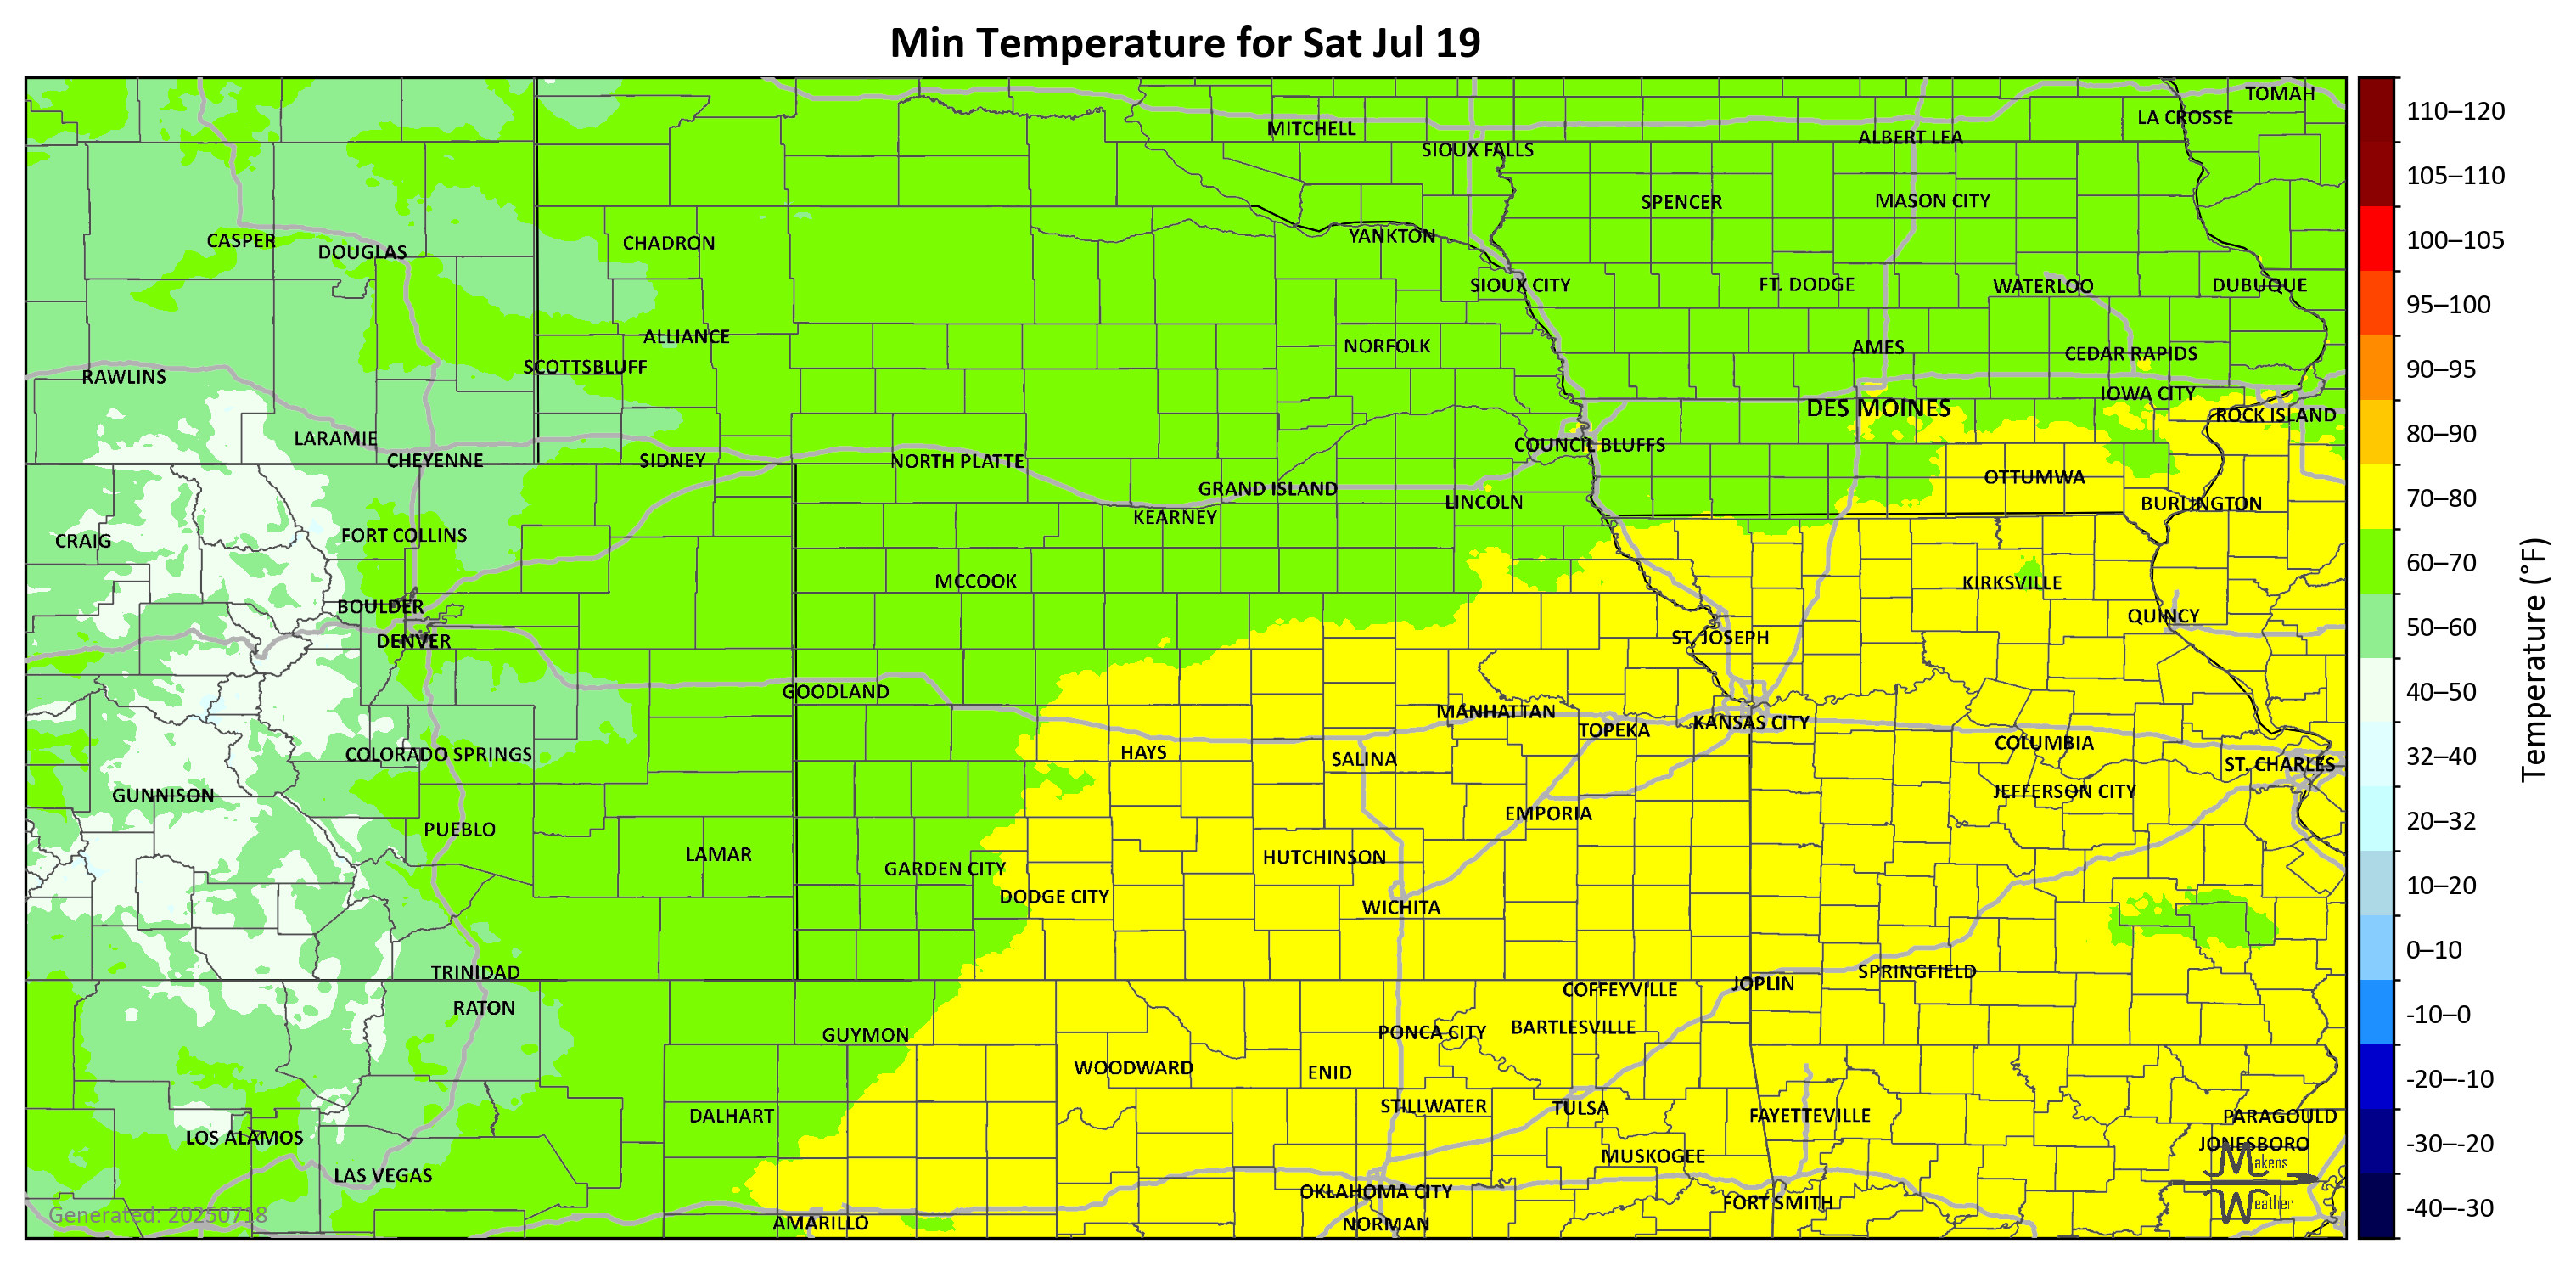 Min Temperature for Sat Jul 19
TOMAH
LA CROSSE
MITCHELL
ALBERT LEA
SIOUX FALLS
SPENCER
MASON CITY
CASPER
DOUGLAS
CHADRON
YANKTON
SIOUX CITY
FT. DODGE
WATERLOO
DUBUQUE
ALLIANCE
NORFOLK
AMES
CEDAR RAPIDS
SCOTTSBLUFF
RAWLINS
IOWA CITY
DES MOINES
ROCK ISLAND
LARAMIE
COUNCIL BLUFFS
CHEYENNE
SIDNEY
NORTH PLATTE
OTTUMWA
GRAND ISLAND
LINCOLN
BURLINGTON
KEARNEY
FORT COLLINS
CRAIG
MCCOOK
KIRKSVILLE
BOULDER
QUINCY
DENVER
ST. JOSEPH
GOODLAND
MANHATTAN
TOPEKA
KANSAS CITY
COLUMBIA
COLORADO SPRINGS
HAYS
SALINA
ST. CHARLES
GUNNISON
JEFFERSON CITY
EMPORIA
PUEBLO
LAMAR
HUTCHINSON
GARDEN CITY
DODGE CITY
WICHITA
TRINIDAD
SPRINGFIELD
JOPLIN
COFFEYVILLE
RATON
GUYMON
PONCA CITY
BARTLESVILLE
WOODWARD
ENID
DALHART
STILLWATER
TULSA
FAYETTEVILLE
PARAGOULD
LOS ALAMOS
JONESBORO
MUSKOGEE
LAS VEGAS
OKLAHOMA CITY
FORT SMITH
AMARILLO
NORMAN
Makens
Weather
Generated: 20250718
110–120
105–110
100–105
95–100
90–95
80–90
70–80
60–70
50–60
40–50
32–40
20–32
10–20
0–10
-10–0
-20–-10
-30–-20
-40–-30
Temperature (°F)